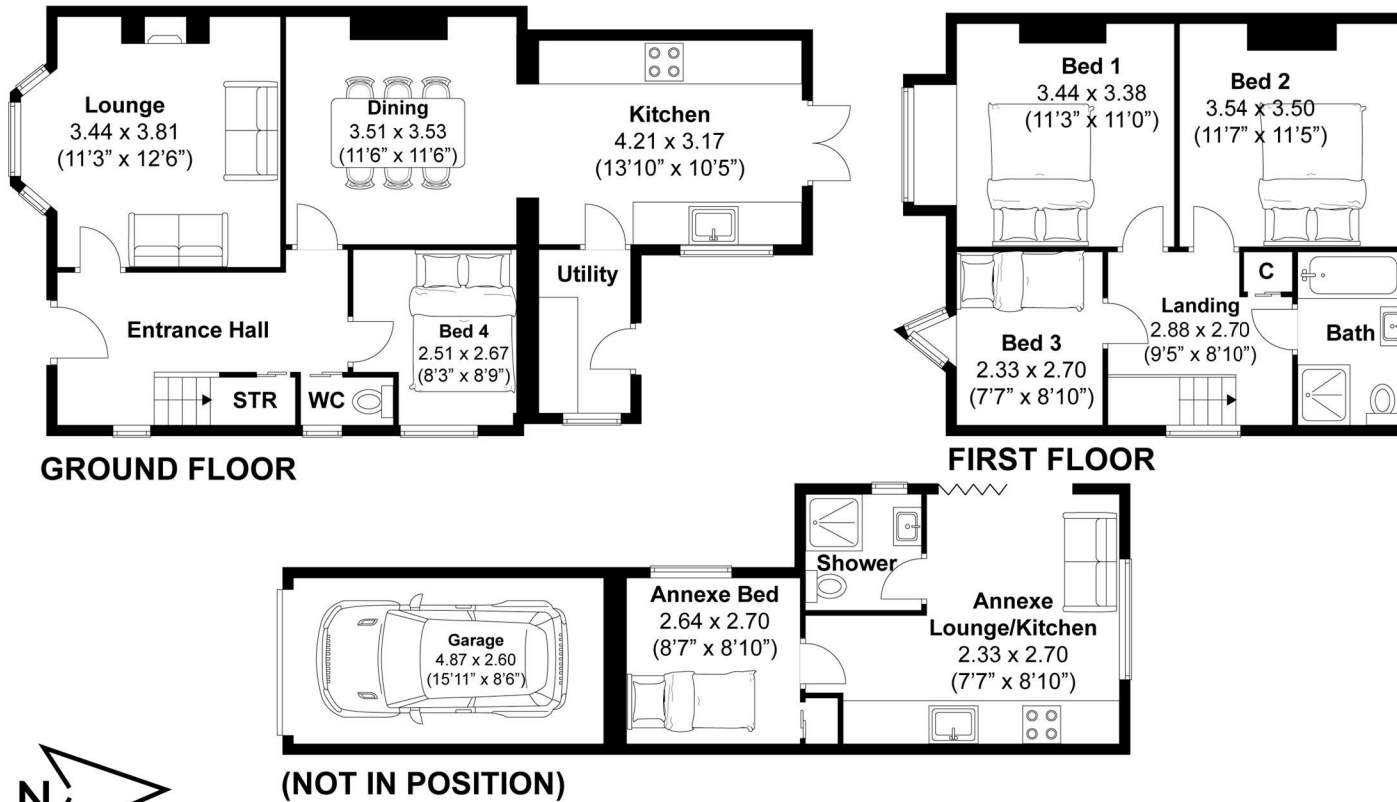 Lounge
3.44 x 3.81
(11'3” x 12'6”)
Dining
3.51 x 3.53
(11'6” x 11'6”)
Kitchen
4.21 x 3.17
(13'10” x 10'5”)
Entrance Hall
STR
WC
Bed 4
2.51 x 2.67
(8'3” x 8'9”)
Utility
GROUND FLOOR
Bed 1
3.44 x 3.38
(11'3” x 11'0”)
Bed 2
3.54 x 3.50
(11'7” x 11'5”)
Bed 3
2.33 x 2.70
(7'7” x 8'10”)
Landing
2.88 x 2.70
(9'5” x 8'10”)
C
Bath
FIRST FLOOR
Garage
4.87 x 2.60
(15'11” x 8'6”)
Annexe Bed
2.64 x 2.70
(8'7” x 8'10”)
Shower
Annexe
Lounge/Kitchen
2.33 x 2.70
(7'7” x 8'10”)
(NOT IN POSITION)
N